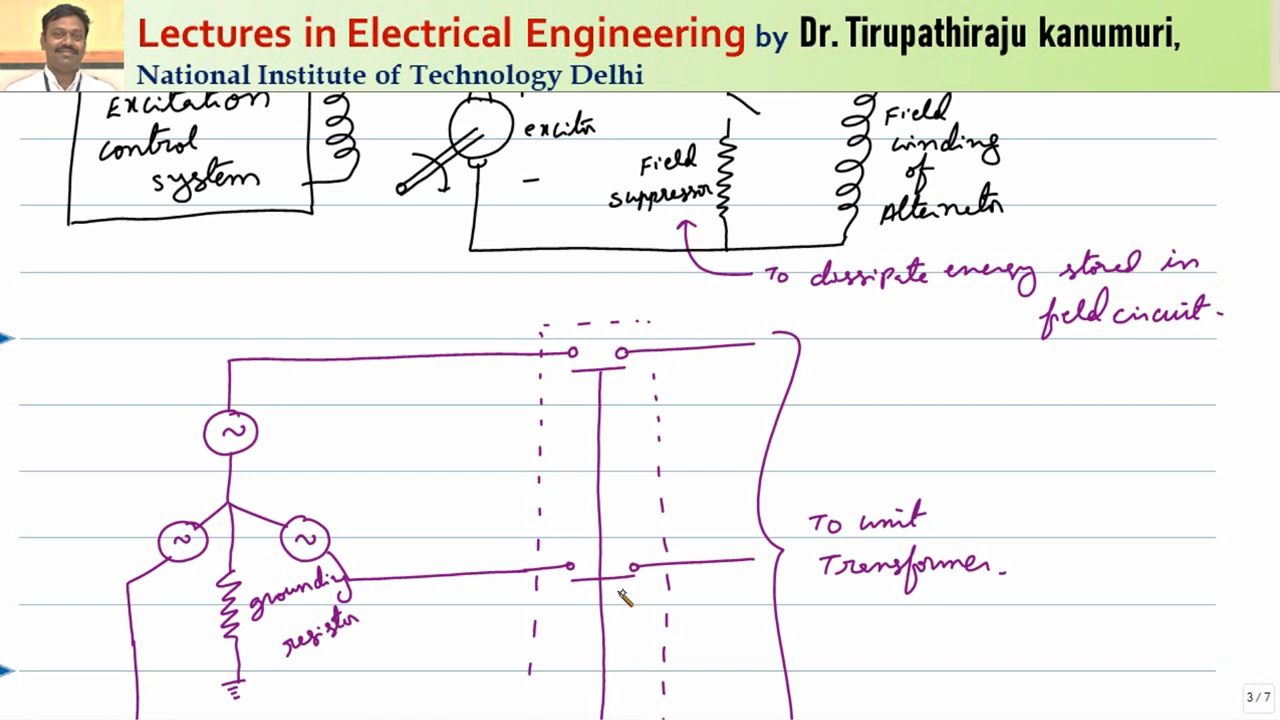 Lectures in Electrical Engineering by Dr. Tirupathiraju kanumuri,
National Institute of Technology Delhi
Excitation
control
system
excitor
−
Field
suppressor
Field
winding
of
Alternator
To dissipate energy stored in
field circuit.
~
~
~
grounding
resistor
To unit
Transformer.
3/7